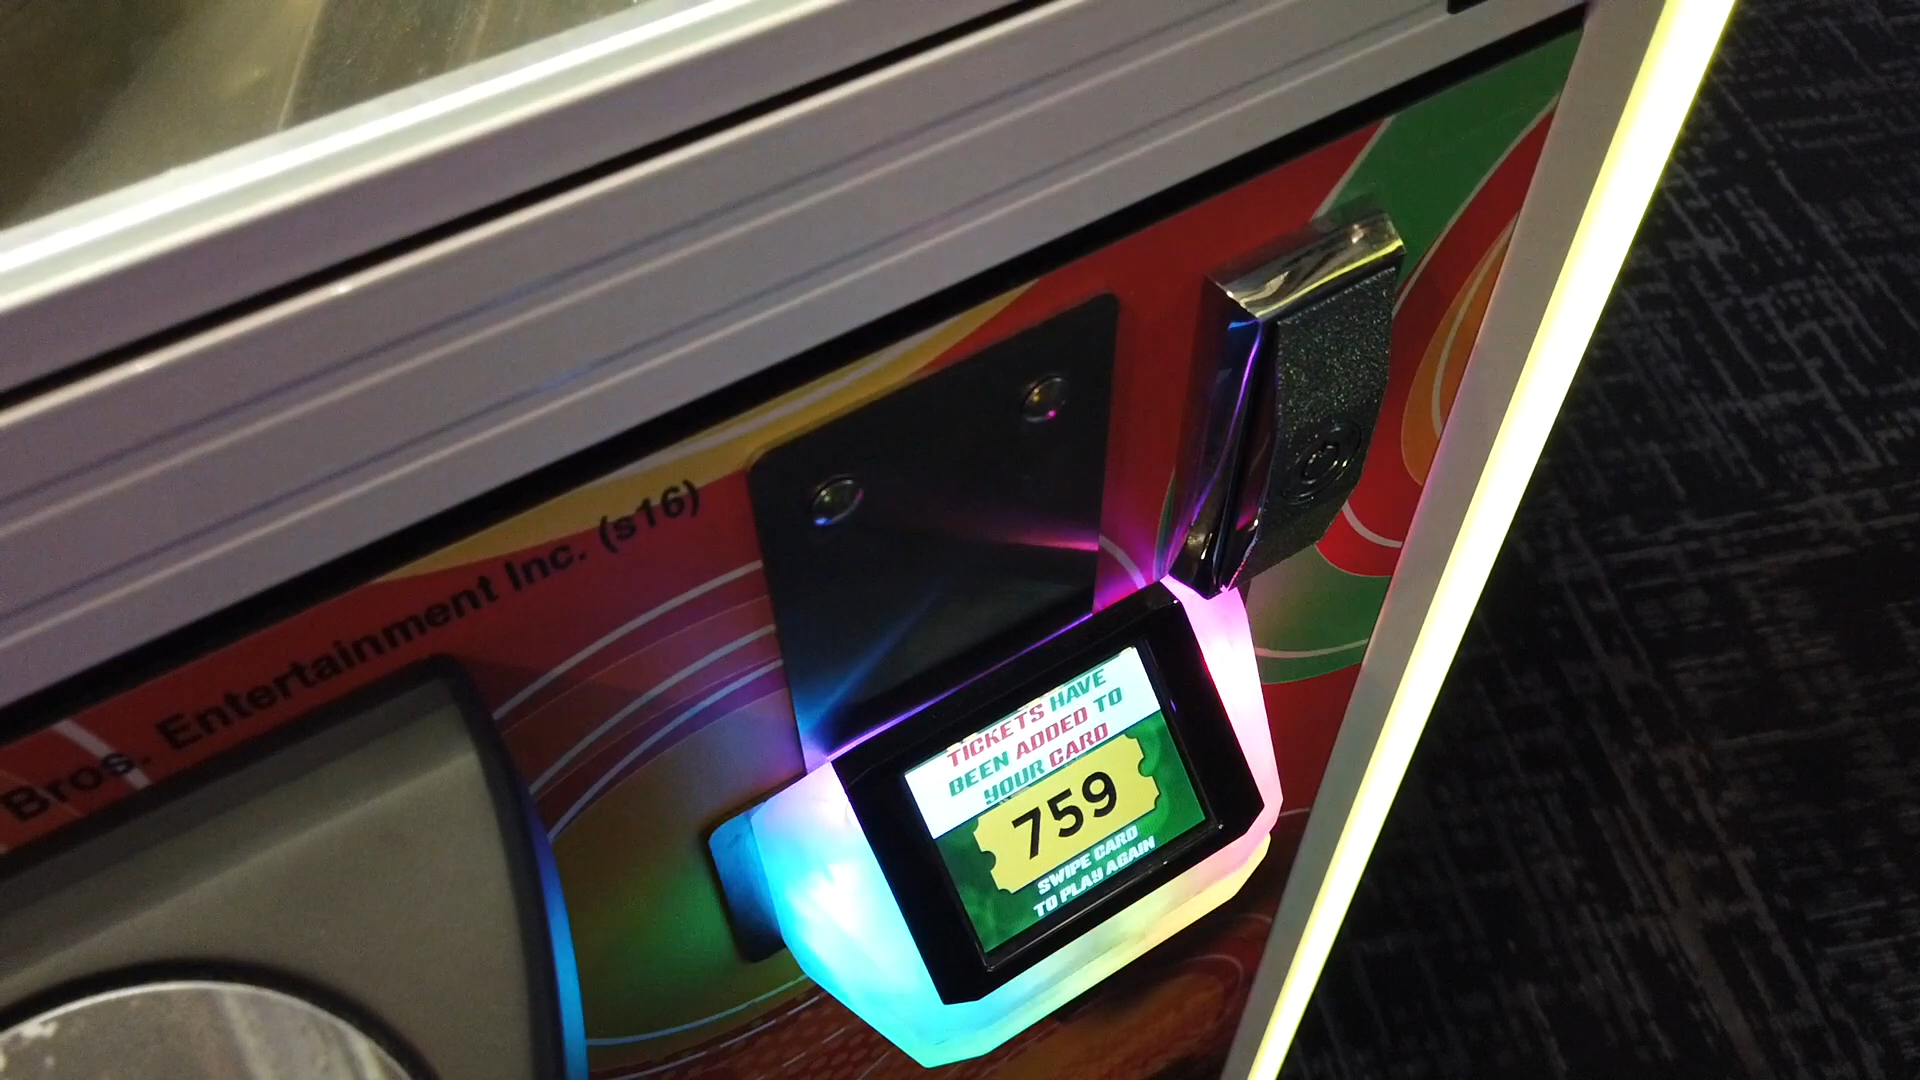 Bros. Entertainment Inc. (s16)
TICKETS HAVE
BEEN ADDED TO
YOUR CARD
759
SWIPE CARD
TO PLAY AGAIN